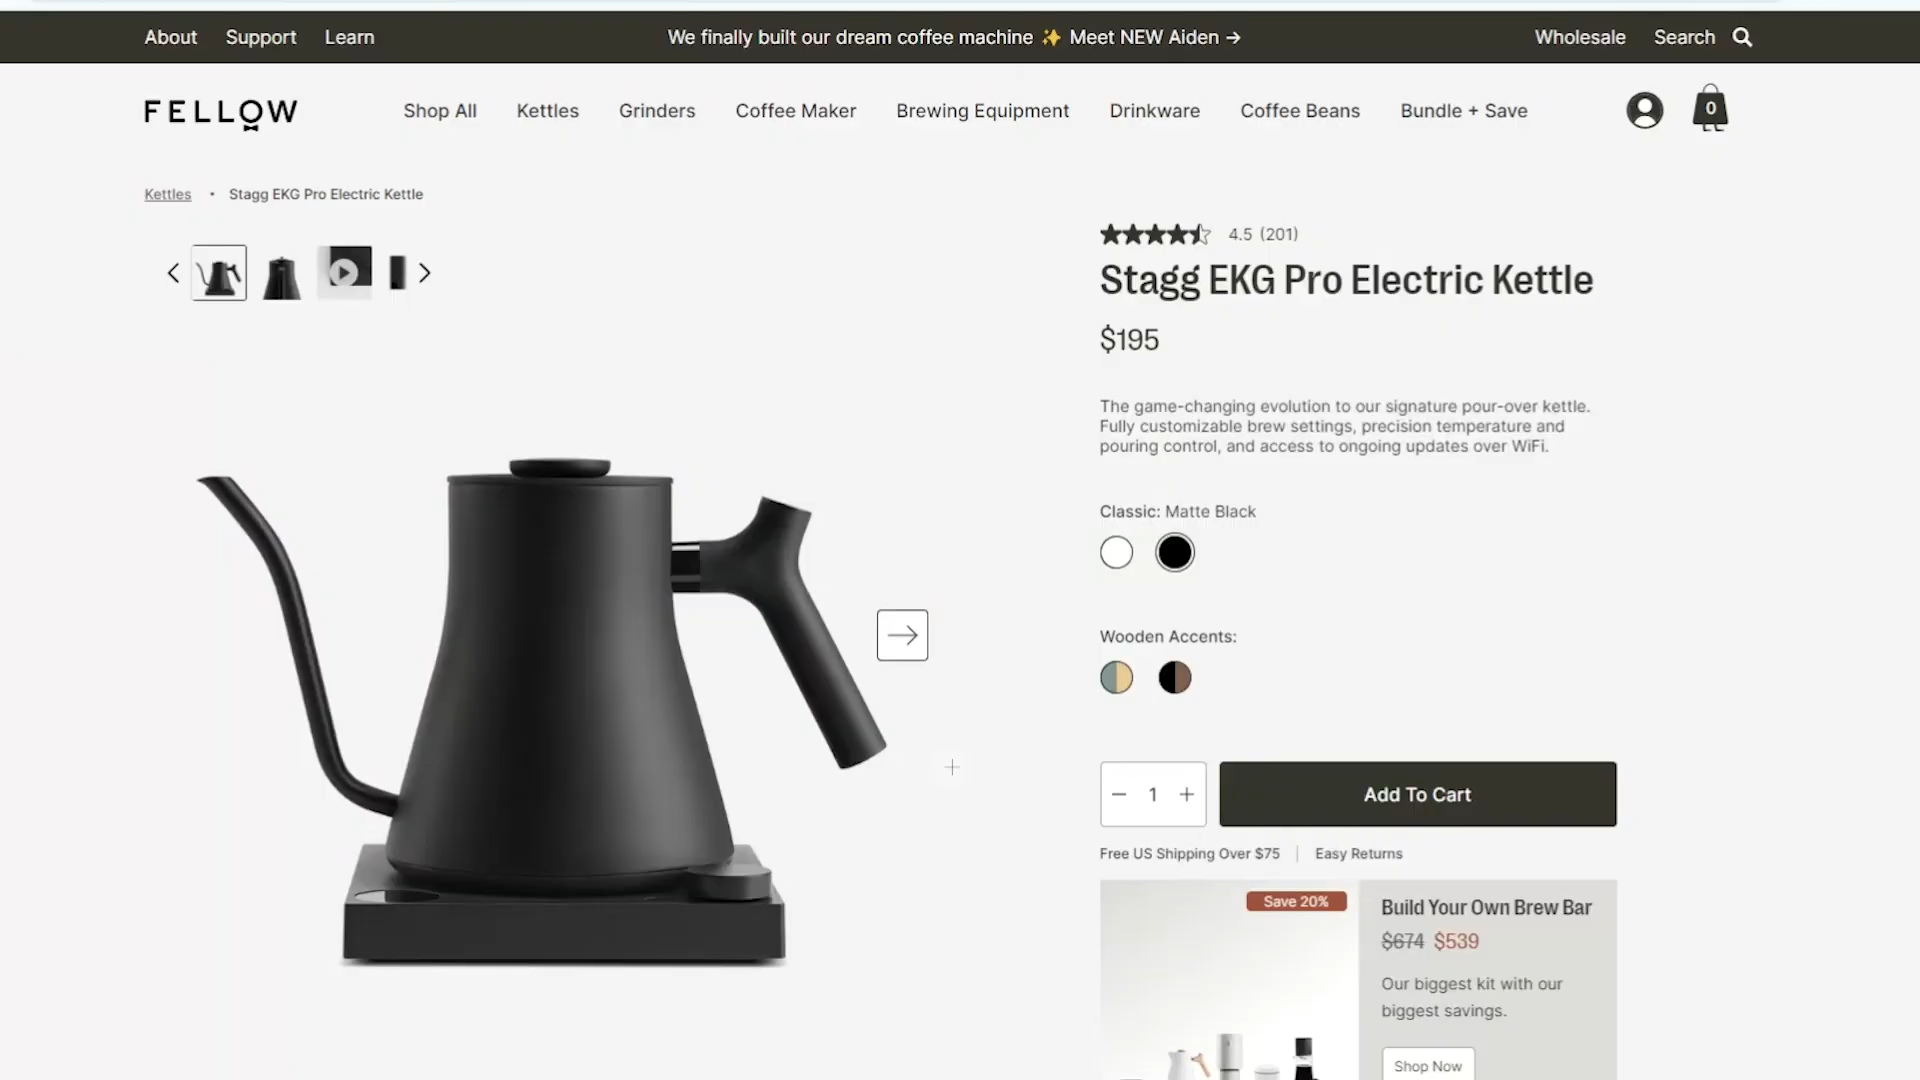 About Support Learn
We finally built our dream coffee machine ✨ Meet NEW Aiden →
Wholesale Search
FELLOW
Shop All Kettles Grinders Coffee Maker Brewing Equipment Drinkware Coffee Beans Bundle + Save
0
Kettles • Stagg EKG Pro Electric Kettle
4.5 (201)
Stagg EKG Pro Electric Kettle
$195
The game-changing evolution to our signature pour-over kettle.
Fully customizable brew settings, precision temperature and
pouring control, and access to ongoing updates over WiFi.
Classic: Matte Black
Wooden Accents:
− 1 +
Add To Cart
Free US Shipping Over $75 | Easy Returns
Save 20%
Build Your Own Brew Bar
$674 $539
Our biggest kit with our
biggest savings.
Shop Now